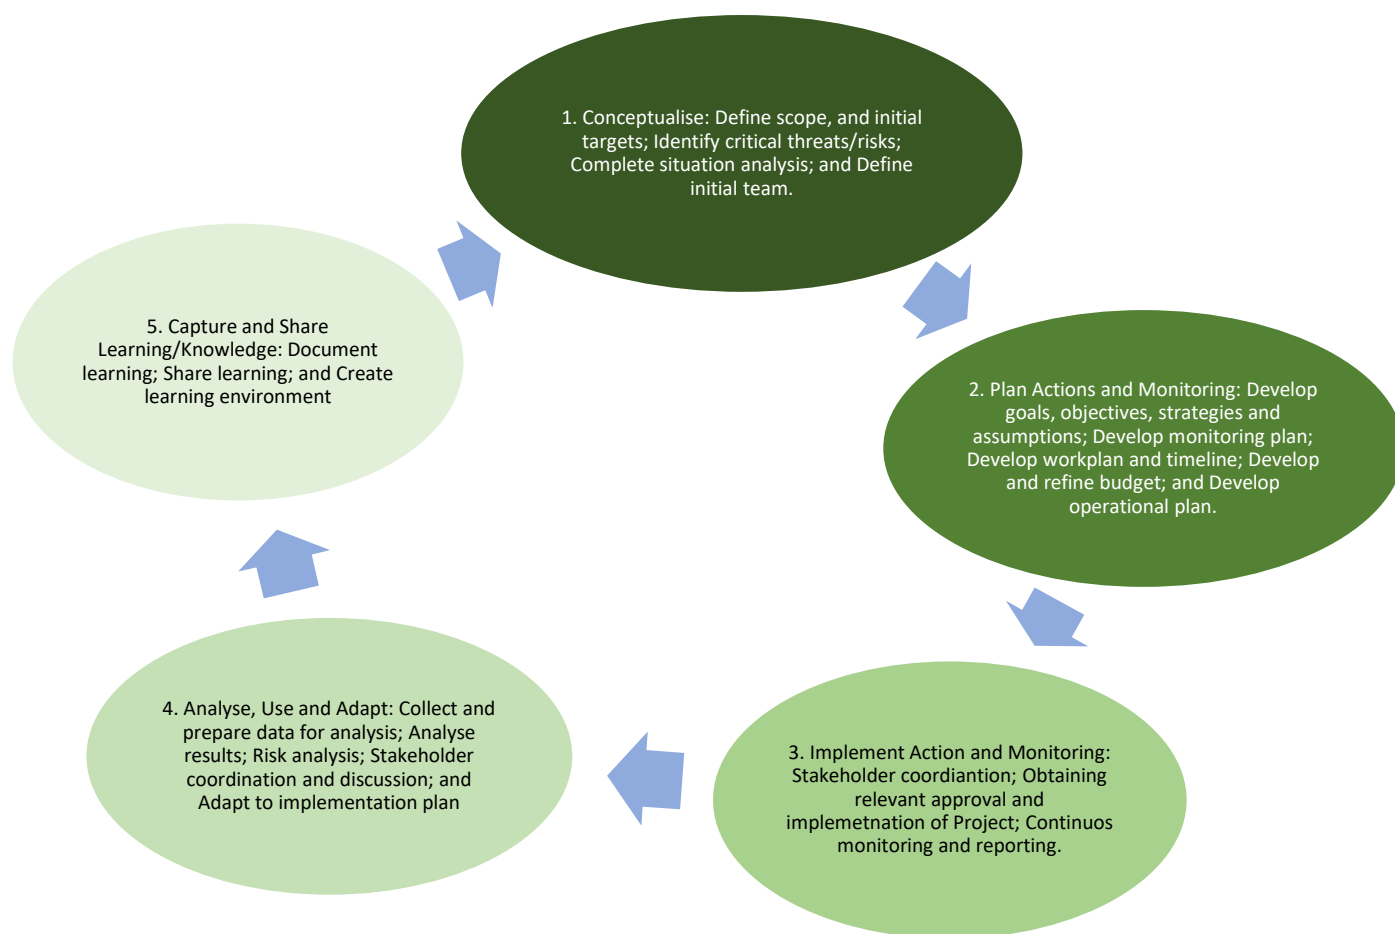 1. Conceptualise: Define scope, and initial
targets; Identify critical threats/risks;
Complete situation analysis; and Define
initial team.
2. Plan Actions and Monitoring: Develop
goals, objectives, strategies and
assumptions; Develop monitoring plan;
Develop workplan and timeline; Develop
and refine budget; and Develop
operational plan.
3. Implement Action and Monitoring:
Stakeholder coordiantion; Obtaining
relevant approval and
implemetnation of Project; Continuos
monitoring and reporting.
4. Analyse, Use and Adapt: Collect and
prepare data for analysis; Analyse
results; Risk analysis; Stakeholder
coordination and discussion; and
Adapt to implementation plan
5. Capture and Share
Learning/Knowledge: Document
learning; Share learning; and Create
learning environment